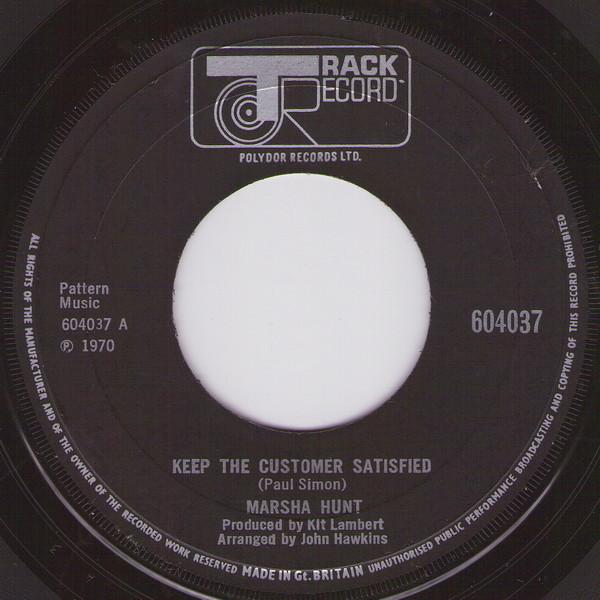 TRACK
RECORD
POLYDOR RECORDS LTD.
Pattern
Music
604037 A
℗ 1970
604037
KEEP THE CUSTOMER SATISFIED
(Paul Simon)
MARSHA HUNT
Produced by Kit Lambert
Arranged by John Hawkins
ALL RIGHTS OF THE MANUFACTURER AND OF THE OWNER OF THE RECORDED WORK RESERVED MADE IN Gt. BRITAIN UNAUTHORISED PUBLIC PERFORMANCE BROADCASTING AND COPYING OF THIS RECORD PROHIBITED